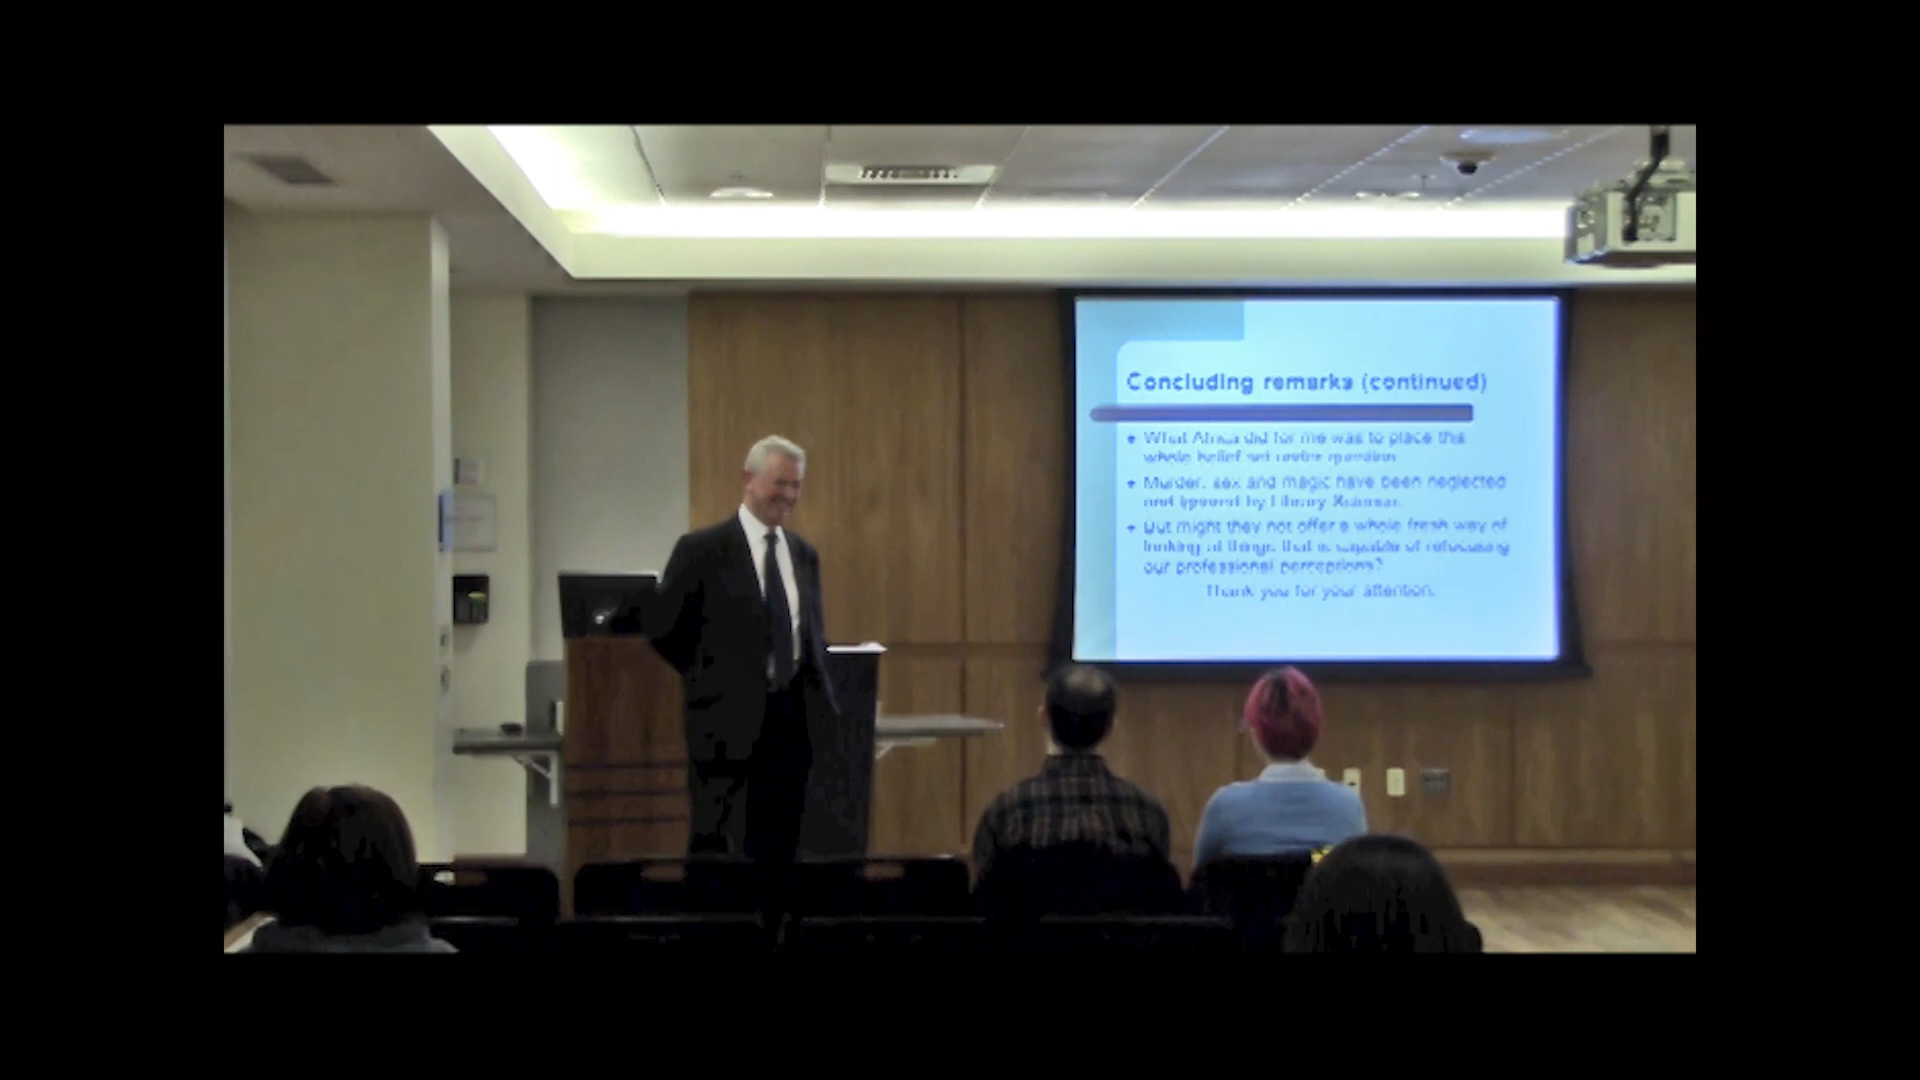 Concluding remarks (continued)
What Africa did for me was to place this
whole belief set under question.
Murder, sex and magic have been neglected
and ignored by Library Science.
But might they not offer a whole fresh way of
looking at things that is capable of refocusing
our professional perceptions?
Thank you for your attention.